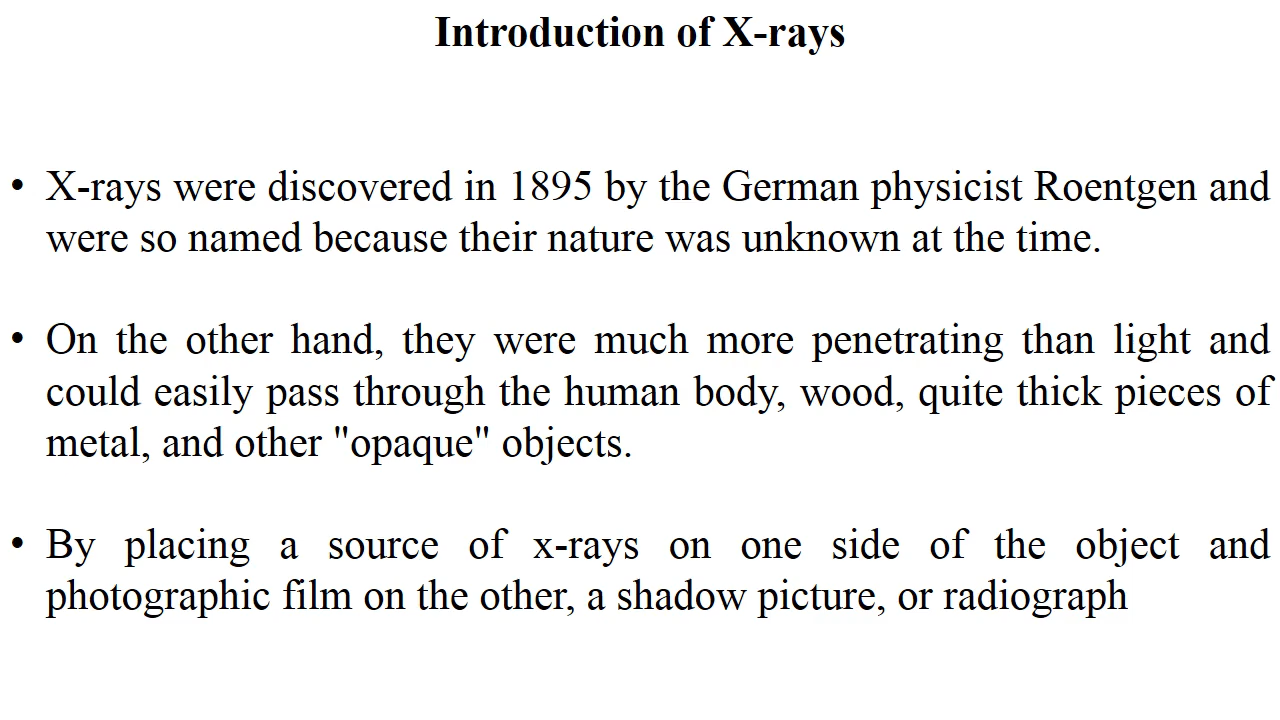 Introduction of X-rays
• X-rays were discovered in 1895 by the German physicist Roentgen and
were so named because their nature was unknown at the time.
• On the other hand, they were much more penetrating than light and
could easily pass through the human body, wood, quite thick pieces of
metal, and other "opaque" objects.
• By placing a source of x-rays on one side of the object and
photographic film on the other, a shadow picture, or radiograph